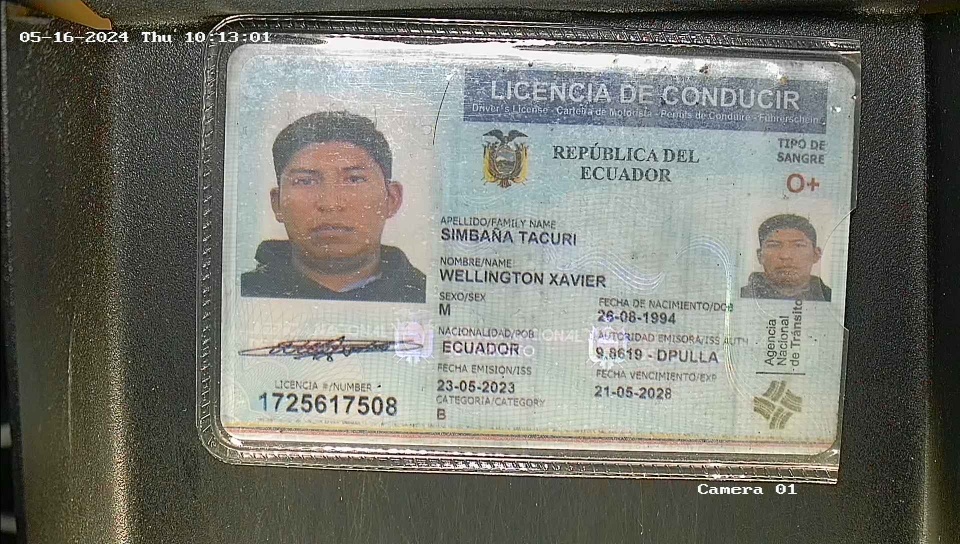 05-16-2024 Thu 10:13:01
LICENCIA DE CONDUCIR
Driver's License - Carteira de Motorista - Permis de Conduire - Führerschein
REPÚBLICA DEL
ECUADOR
TIPO DE
SANGRE
O+
APELLIDO/FAMILY NAME
SIMBAÑA TACURI
NOMBRE/NAME
WELLINGTON XAVIER
SEXO/SEX
M
FECHA DE NACIMIENTO/DOB
26-08-1994
NACIONALIDAD/POB
ECUADOR
AUTORIDAD EMISORA/ISS AUTH
9.8619 - DPULLA
FECHA EMISION/ISS
23-05-2023
FECHA VENCIMIENTO/EXP
21-05-2028
CATEGORÍA/CATEGORY
B
LICENCIA #/NUMBER
1725617508
Agencia
Nacional
de Tránsito
Camera 01